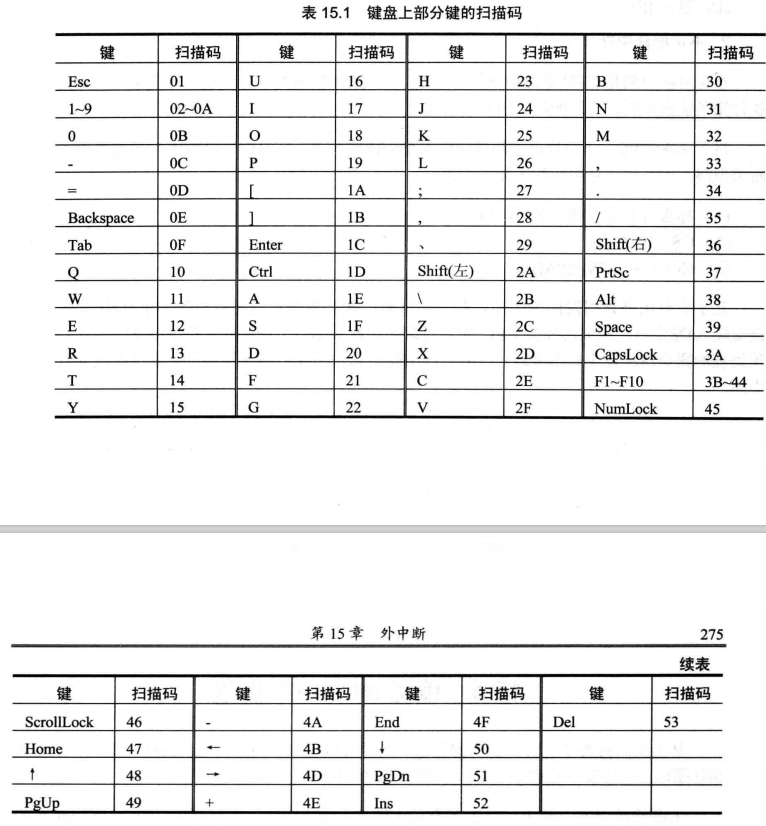 表 15.1 键盘上部分键的扫描码
键 扫描码 键 扫描码 键 扫描码 键 扫描码
Esc 01 U 16 H 23 B 30
1~9 02~0A I 17 J 24 N 31
0 0B O 18 K 25 M 32
- 0C P 19 L 26 , 33
= 0D [ 1A ; 27 . 34
Backspace 0E ] 1B , 28 / 35
Tab 0F Enter 1C 、 29 Shift(右) 36
Q 10 Ctrl 1D Shift(左) 2A PrtSc 37
W 11 A 1E \ 2B Alt 38
E 12 S 1F Z 2C Space 39
R 13 D 20 X 2D CapsLock 3A
T 14 F 21 C 2E F1~F10 3B~44
Y 15 G 22 V 2F NumLock 45
第 15 章 外中断 275
续表
键 扫描码 键 扫描码 键 扫描码 键 扫描码
ScrollLock 46 - 4A End 4F Del 53
Home 47 ← 4B ↓ 50
↑ 48 → 4D PgDn 51
PgUp 49 + 4E Ins 52